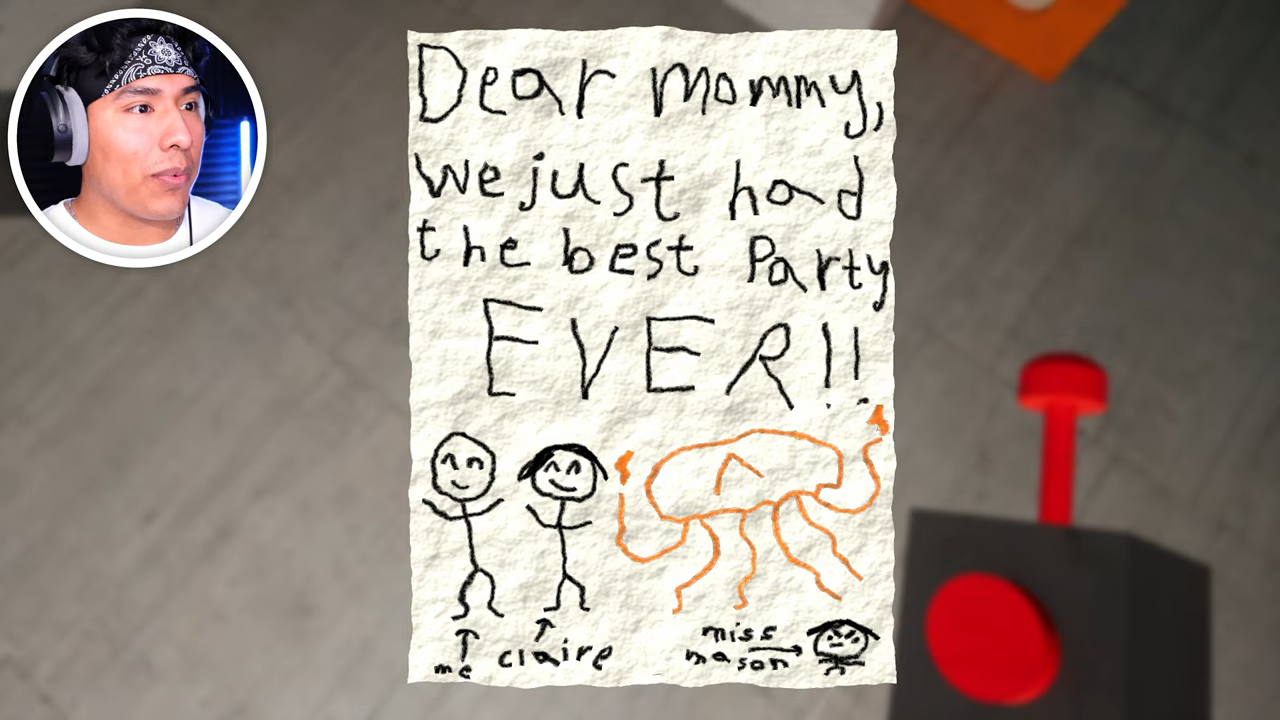 Dear mommy,
we just had
the best Party
EVER!!
me claire
miss
mason